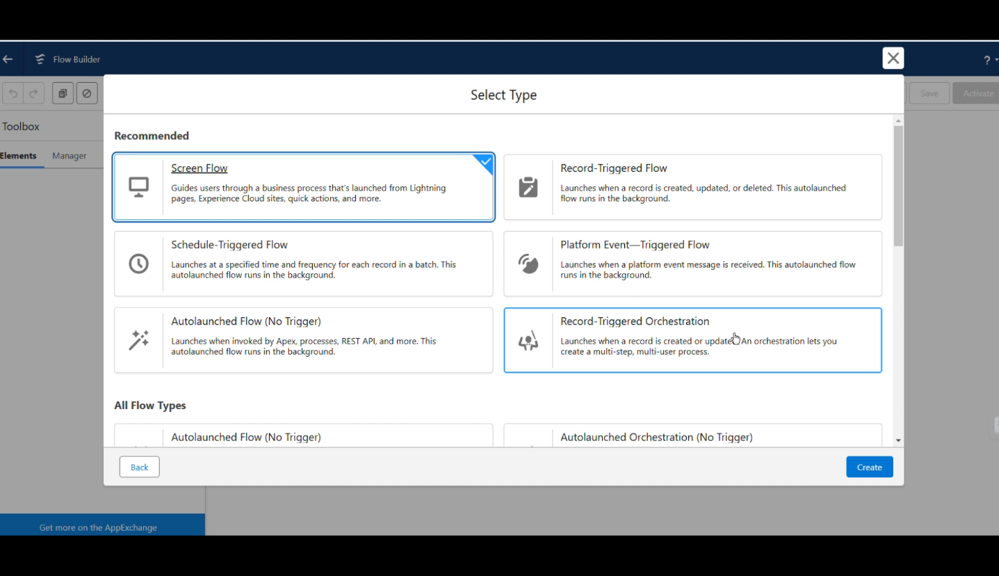 Flow Builder
?
Select Type
Save
Activate
Toolbox
Elements
Manager
Recommended
Screen Flow
Guides users through a business process that's launched from Lightning
pages, Experience Cloud sites, quick actions, and more.
Record-Triggered Flow
Launches when a record is created, updated, or deleted. This autolaunched
flow runs in the background.
Schedule-Triggered Flow
Launches at a specified time and frequency for each record in a batch. This
autolaunched flow runs in the background.
Platform Event—Triggered Flow
Launches when a platform event message is received. This autolaunched flow
runs in the background.
Autolaunched Flow (No Trigger)
Launches when invoked by Apex, processes, REST API, and more. This
autolaunched flow runs in the background.
Record-Triggered Orchestration
Launches when a record is created or updated. An orchestration lets you
create a multi-step, multi-user process.
All Flow Types
Autolaunched Flow (No Trigger)
Autolaunched Orchestration (No Trigger)
Back
Create
Get more on the AppExchange